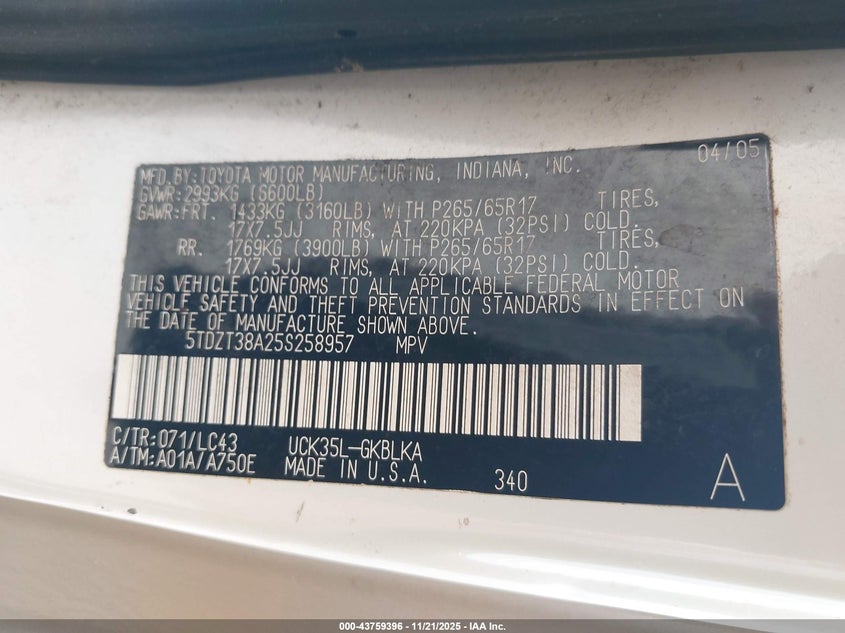 MFD.BY:TOYOTA MOTOR MANUFACTURING, INDIANA, INC. 04/05
GVWR:2993KG (6600LB)
GAWR:FRT. 1433KG (3160LB) WITH P265/65R17 TIRES,
17X7.5JJ RIMS, AT 220KPA (32PSI) COLD.
RR. 1769KG (3900LB) WITH P265/65R17 TIRES,
17X7.5JJ RIMS, AT 220KPA (32PSI) COLD.
THIS VEHICLE CONFORMS TO ALL APPLICABLE FEDERAL MOTOR
VEHICLE SAFETY AND THEFT PREVENTION STANDARDS IN EFFECT ON
THE DATE OF MANUFACTURE SHOWN ABOVE.
5TDZT38A25S258957 MPV
C/TR:071/LC43 UCK35L-GKBLKA
A/TM:A01A/A750E MADE IN U.S.A. 340 A
000-43759396 - 11/21/2025 - IAA Inc.